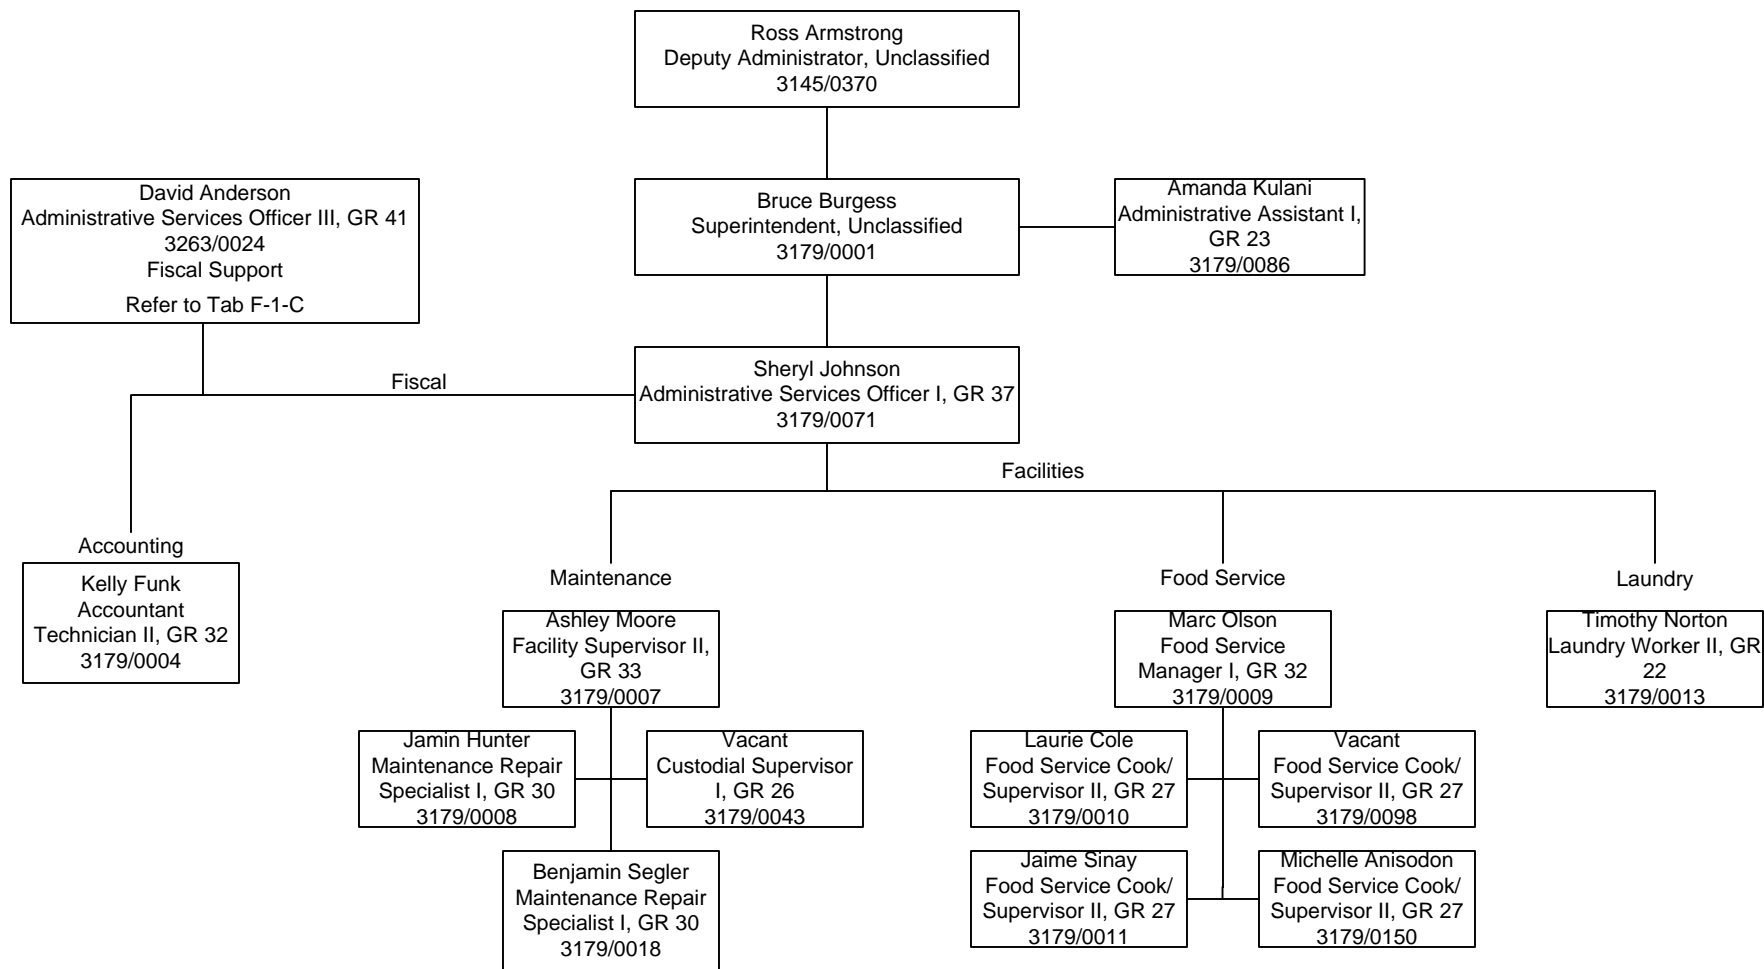 Ross Armstrong
Deputy Administrator, Unclassified
3145/0370
David Anderson
Administrative Services Officer III, GR 41
3263/0024
Fiscal Support
Refer to Tab F-1-C
Bruce Burgess
Superintendent, Unclassified
3179/0001
Amanda Kulani
Administrative Assistant I,
GR 23
3179/0086
Fiscal
Sheryl Johnson
Administrative Services Officer I, GR 37
3179/0071
Facilities
Accounting
Kelly Funk
Accountant
Technician II, GR 32
3179/0004
Maintenance
Ashley Moore
Facility Supervisor II,
GR 33
3179/0007
Jamin Hunter
Maintenance Repair
Specialist I, GR 30
3179/0008
Vacant
Custodial Supervisor
I, GR 26
3179/0043
Benjamin Segler
Maintenance Repair
Specialist I, GR 30
3179/0018
Food Service
Marc Olson
Food Service
Manager I, GR 32
3179/0009
Laurie Cole
Food Service Cook/
Supervisor II, GR 27
3179/0010
Vacant
Food Service Cook/
Supervisor II, GR 27
3179/0098
Jaime Sinay
Food Service Cook/
Supervisor II, GR 27
3179/0011
Michelle Anisodon
Food Service Cook/
Supervisor II, GR 27
3179/0150
Laundry
Timothy Norton
Laundry Worker II, GR
22
3179/0013